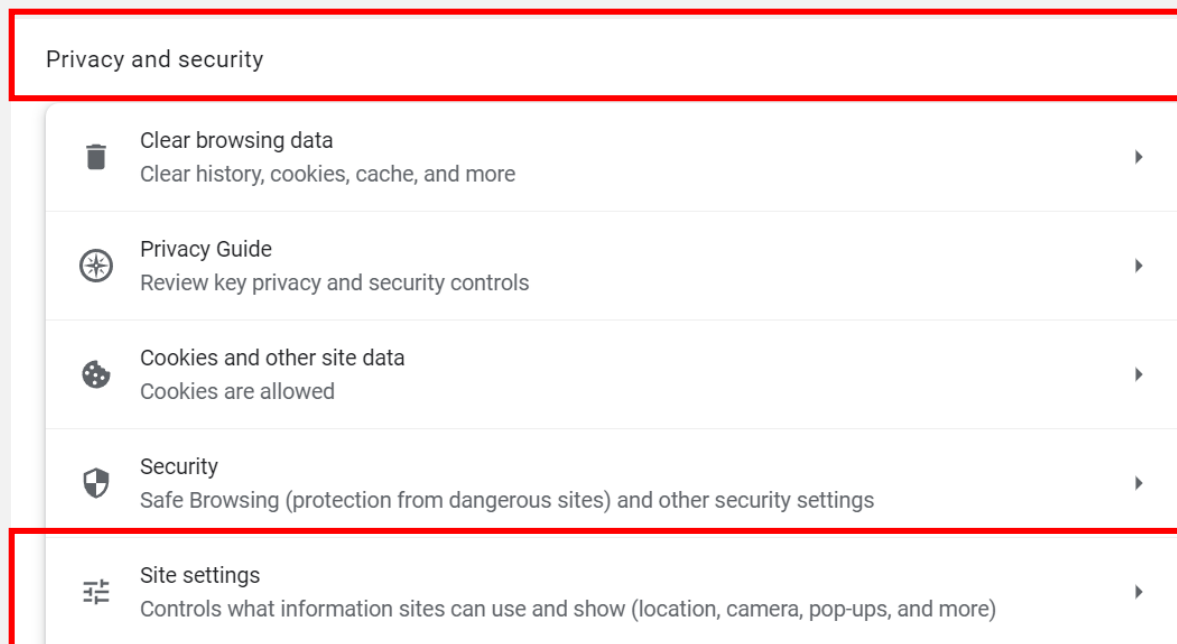 Privacy and security
Clear browsing data
Clear history, cookies, cache, and more
Privacy Guide
Review key privacy and security controls
Cookies and other site data
Cookies are allowed
Security
Safe Browsing (protection from dangerous sites) and other security settings
Site settings
Controls what information sites can use and show (location, camera, pop-ups, and more)